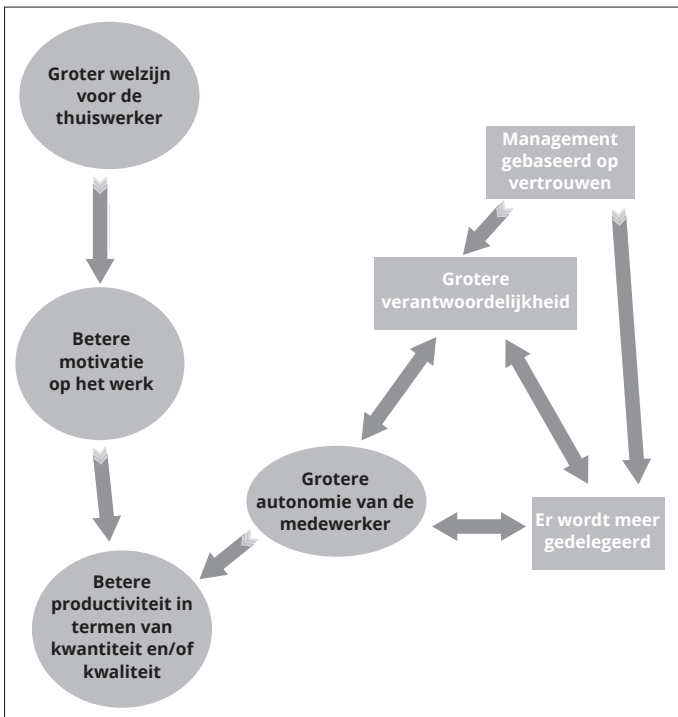 Groter welzijn
voor de
thuiswerker
Management
gebaseerd op
vertrouwen
Grotere
verantwoordelijkheid
Betere
motivatie
op het werk
Grotere
autonomie van de
medewerker
Er wordt meer
gedelegeerd
Betere
productiviteit in
termen van
kwantiteit en/of
kwaliteit